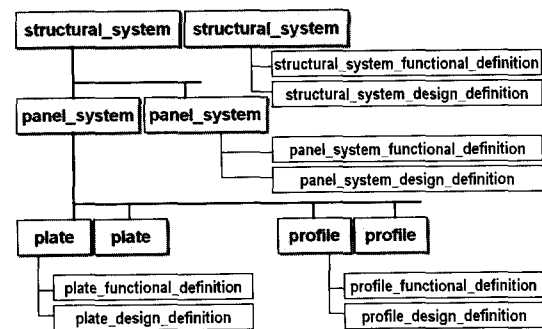 structural_system structural_system
structural_system_functional_definition
structural_system_design_definition
panel_system panel_system
panel_system_functional_definition
panel_system_design_definition
plate plate profile profile
plate_functional_definition profile_functional_definition
plate_design_definition profile_design_definition